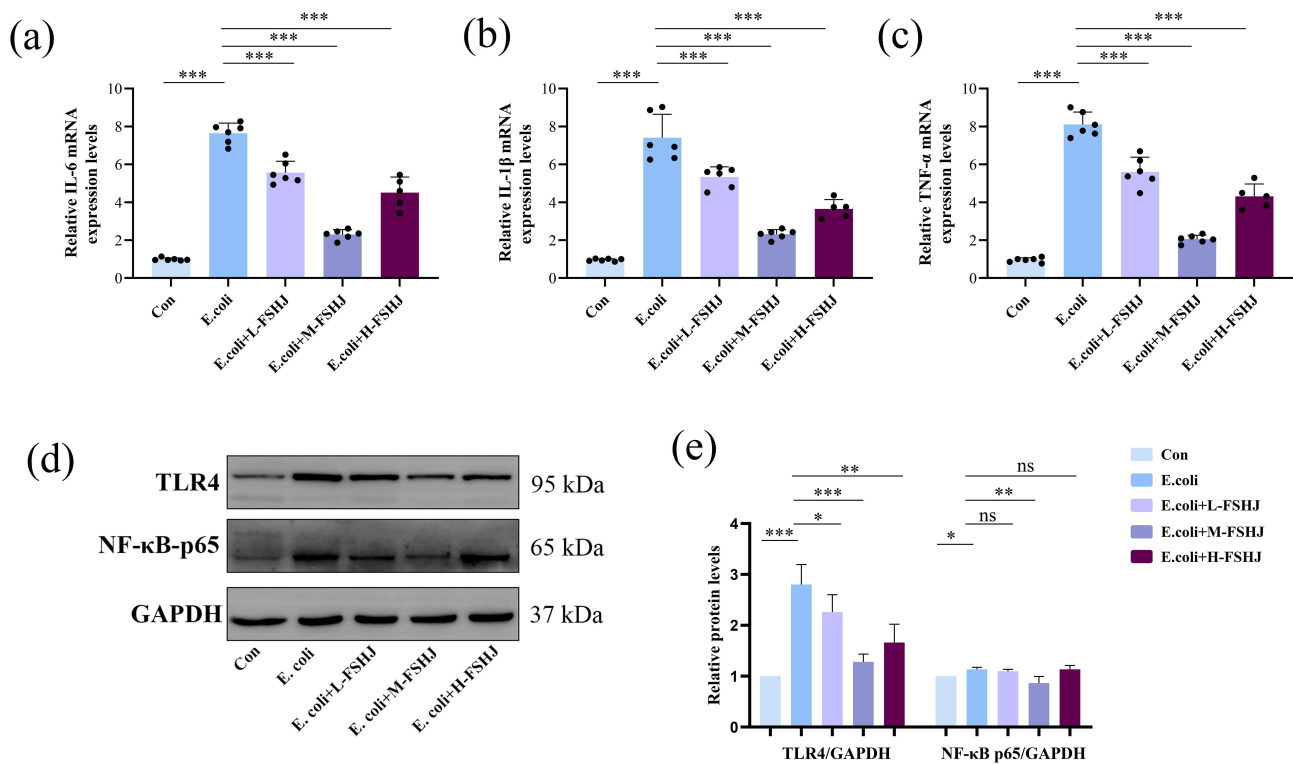 (a)
***
***
***
***
Relative IL-6 mRNA
expression levels
10
8
6
4
2
0
Con
E.coli
E.coli+L-FSHJ
E.coli+M-FSHJ
E.coli+H-FSHJ
(b)
***
***
***
***
Relative IL-1β mRNA
expression levels
10
8
6
4
2
0
Con
E.coli
E.coli+L-FSHJ
E.coli+M-FSHJ
E.coli+H-FSHJ
(c)
***
***
***
***
Relative TNF-α mRNA
expression levels
10
8
6
4
2
0
Con
E.coli
E.coli+L-FSHJ
E.coli+M-FSHJ
E.coli+H-FSHJ
(d)
TLR4
95 kDa
NF-κB-p65
65 kDa
GAPDH
37 kDa
Con
E. coli
E. coli+L-FSHJ
E. coli+M-FSHJ
E. coli+H-FSHJ
(e)
**
***
*
***
ns
**
ns
*
Relative protein levels
4
3
2
1
0
TLR4/GAPDH
NF-κB p65/GAPDH
Con
E.coli
E.coli+L-FSHJ
E.coli+M-FSHJ
E.coli+H-FSHJ